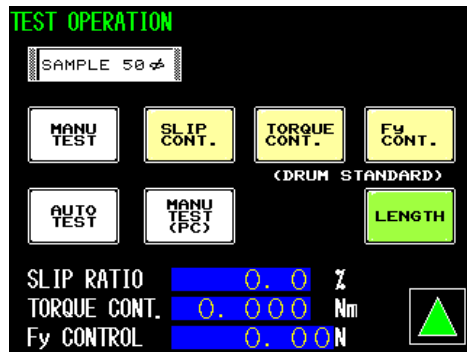 TEST OPERATION
SAMPLE 50
MANU TEST
SLIP CONT.
TORQUE CONT.
Fy CONT.
(DRUM STANDARD)
AUTO TEST
MANU TEST (PC)
LENGTH
SLIP RATIO 0.0 %
TORQUE CONT. 0.000 Nm
Fy CONTROL 0.00 N